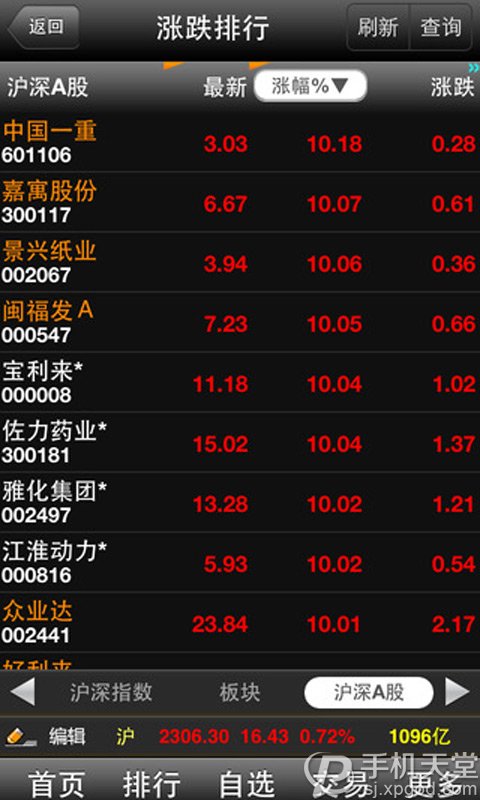 返回 涨跌排行 刷新 查询
沪深A股 最新 涨幅%▼ 涨跌
中国一重
601106 3.03 10.18 0.28
嘉寓股份
300117 6.67 10.07 0.61
景兴纸业
002067 3.94 10.06 0.36
闽福发A
000547 7.23 10.05 0.66
宝利来*
000008 11.18 10.04 1.02
佐力药业*
300181 15.02 10.04 1.37
雅化集团*
002497 13.28 10.02 1.21
江淮动力*
000816 5.93 10.02 0.54
众业达
002441 23.84 10.01 2.17
好利来
沪深指数 板块 沪深A股
编辑 沪 2306.30 16.43 0.72% 1096亿
首页 排行 自选 交易 更多
手机天堂
sj.xpgod.com